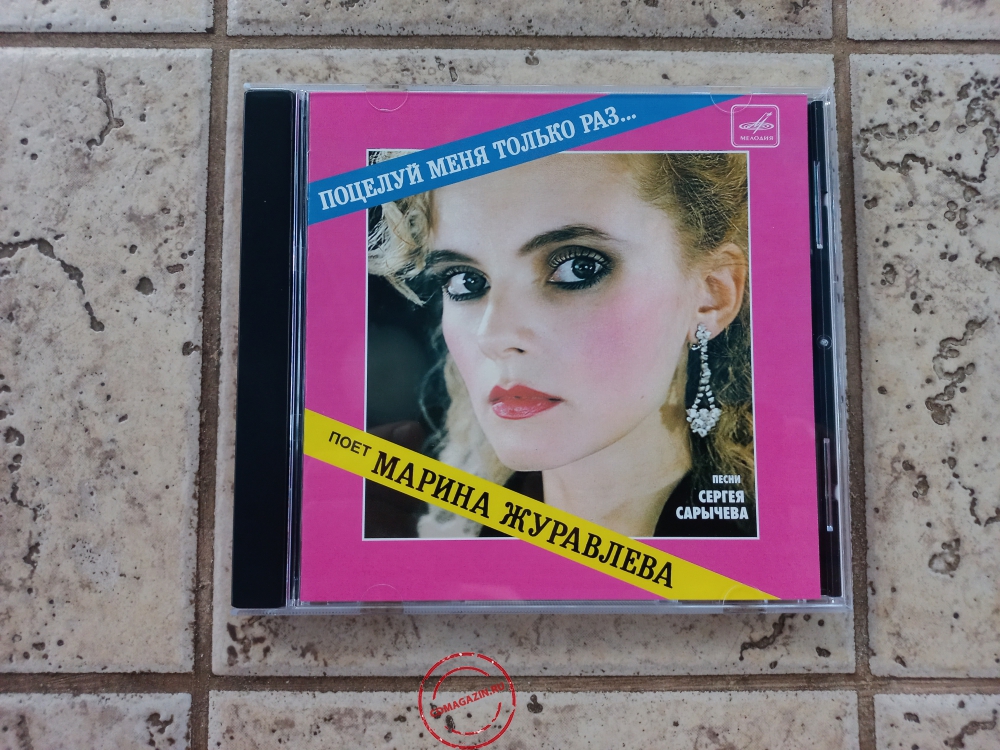 ПОЦЕЛУЙ МЕНЯ ТОЛЬКО РАЗ...
МЕЛОДИЯ
ПОЕТ МАРИНА ЖУРАВЛЕВА
ПЕСНИ
СЕРГЕЯ
САРЫЧЕВА
CDMAGAZIN.RU